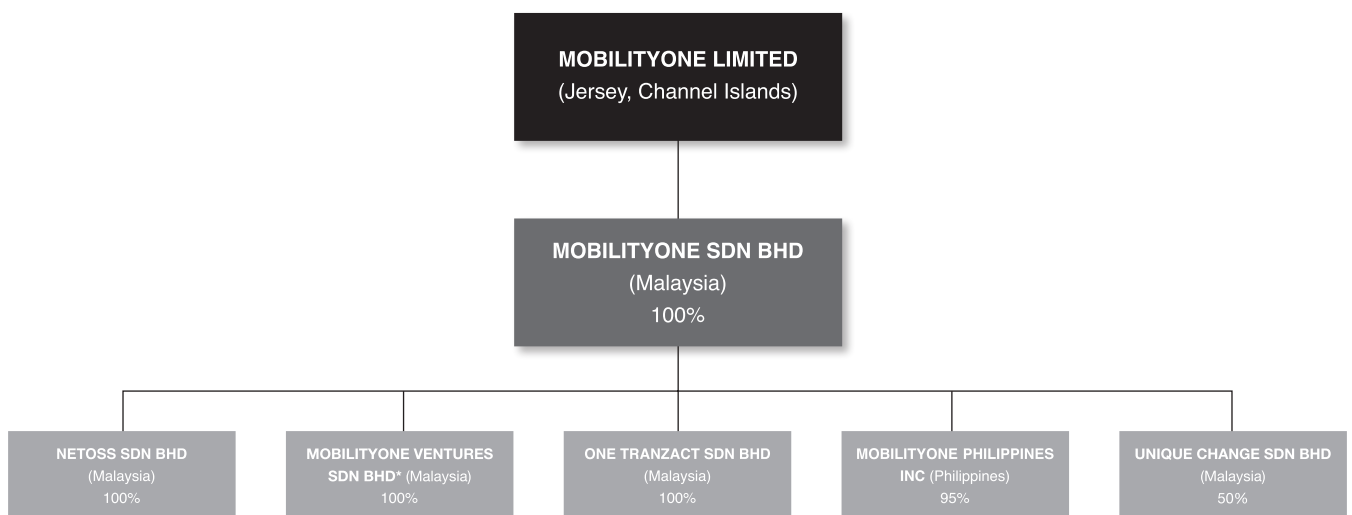 MOBILITYONE LIMITED
(Jersey, Channel Islands)
MOBILITYONE SDN BHD
(Malaysia)
100%
NETOSS SDN BHD
(Malaysia)
100%
MOBILITYONE VENTURES
SDN BHD* (Malaysia)
100%
ONE TRANZACT SDN BHD
(Malaysia)
100%
MOBILITYONE PHILIPPINES
INC (Philippines)
95%
UNIQUE CHANGE SDN BHD
(Malaysia)
50%